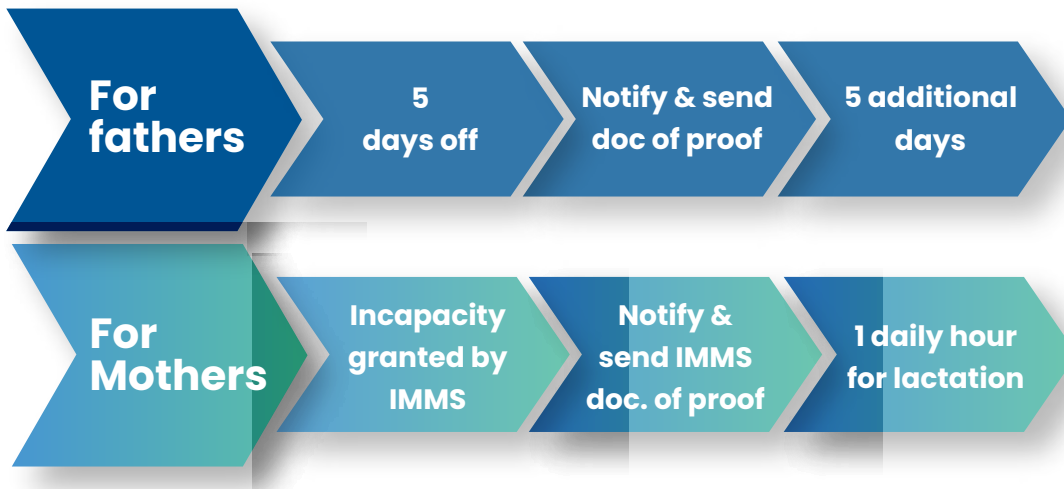 For
fathers
5
days off
Notify & send
doc of proof
5 additional
days
For
Mothers
Incapacity
granted by
IMMS
Notify &
send IMMS
doc. of proof
1 daily hour
for lactation